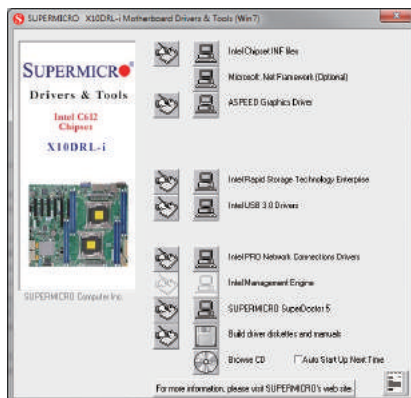 SUPERMICRO X10DRL-i Motherboard Drivers & Tools (Win7)
SUPERMICRO
Drivers & Tools
Intel C612
Chipset
X10DRL-i
SUPERMICRO Computer Inc.
Intel Chipset INF files
Microsoft .Net Framework (Optional)
ASPEED Graphics Driver
Intel Rapid Storage Technology Enterprise
Intel USB 3.0 Drivers
Intel PRO Network Connections Drivers
Intel Management Engine
SUPERMICRO SuperDoctor 5
Build driver diskettes and manuals
Browse CD
Auto Start Up Next Time
For more information, please visit SUPERMICRO's web site.